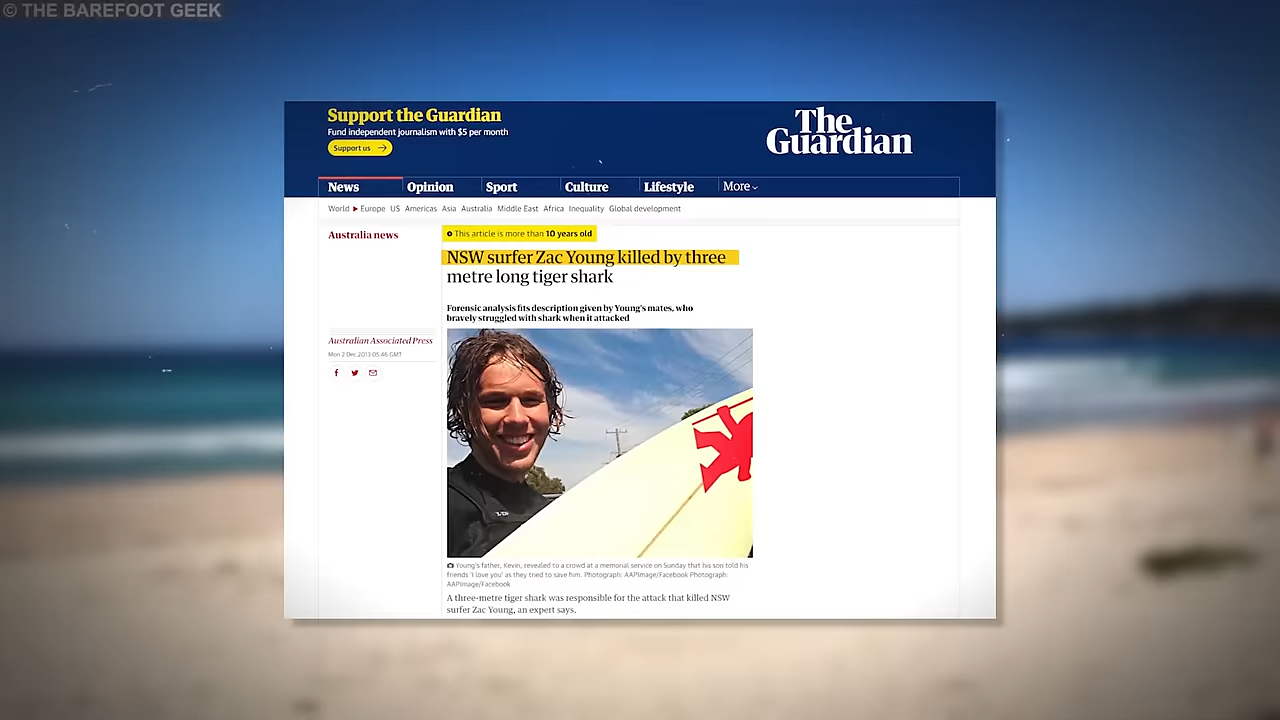 © THE BAREFOOT GEEK
Support the Guardian
Fund independent journalism with $5 per month
Support us
The
Guardian
News Opinion Sport Culture Lifestyle More
World Europe US Americas Asia Australia Middle East Africa Inequality Global development
Australia news
This article is more than 10 years old
NSW surfer Zac Young killed by three
metre long tiger shark
Forensic analysis fits description given by Young's mates, who
bravely struggled with shark when it attacked
Australian Associated Press
Mon 2 Dec 2013 05.46 GMT
Young's father, Kevin, revealed to a crowd at a memorial service on Sunday that his son told his
friends 'I love you' as they tried to save him. Photograph: AAPImage/Facebook Photograph:
AAPImage/Facebook
A three-metre tiger shark was responsible for the attack that killed NSW
surfer Zac Young, an expert says.